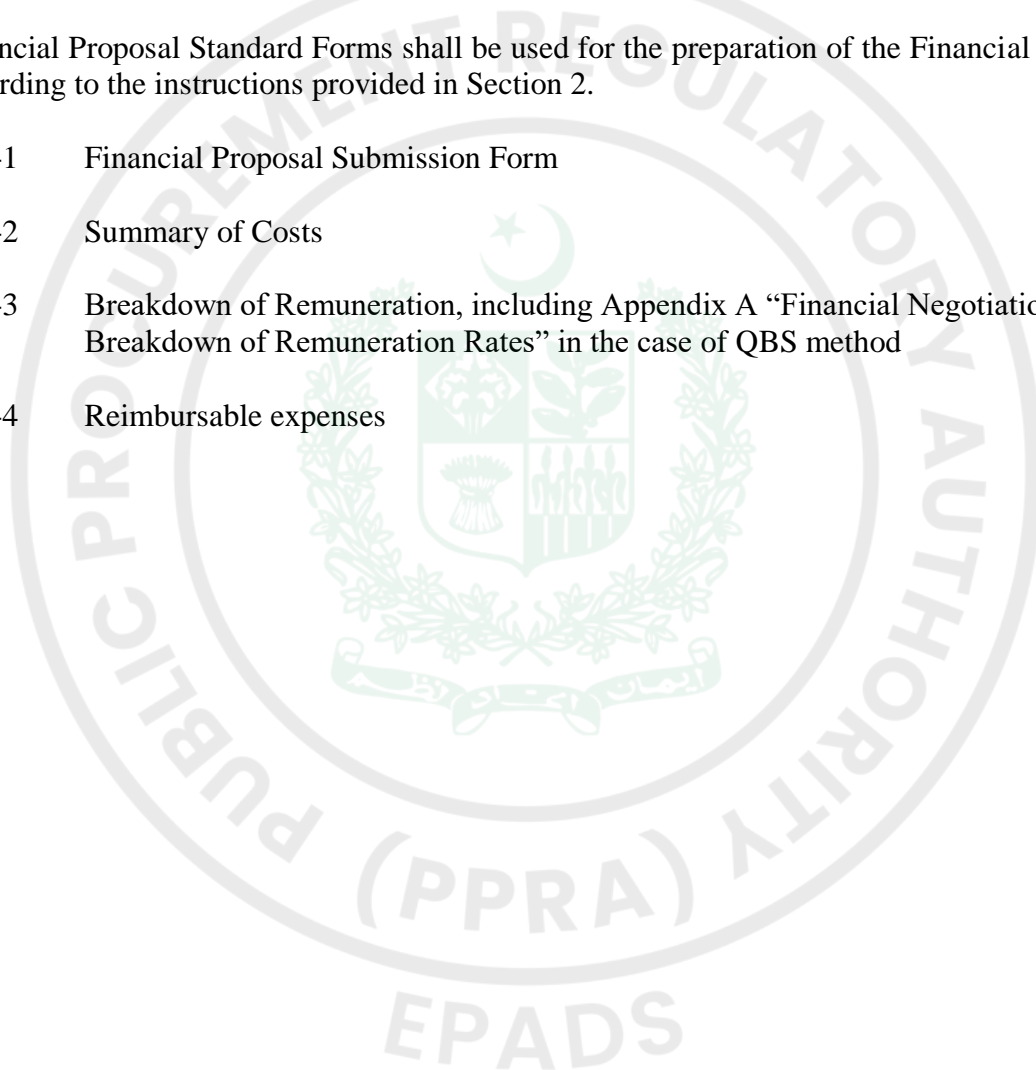 ncial Proposal Standard Forms shall be used for the preparation of the Financial
rding to the instructions provided in Section 2.
-1 Financial Proposal Submission Form
-2 Summary of Costs
-3 Breakdown of Remuneration, including Appendix A “Financial Negotiatio
Breakdown of Remuneration Rates” in the case of QBS method
-4 Reimbursable expenses
PUBLIC PROCUREMENT REGULATORY AUTHORITY
(PPRA)
EPADS